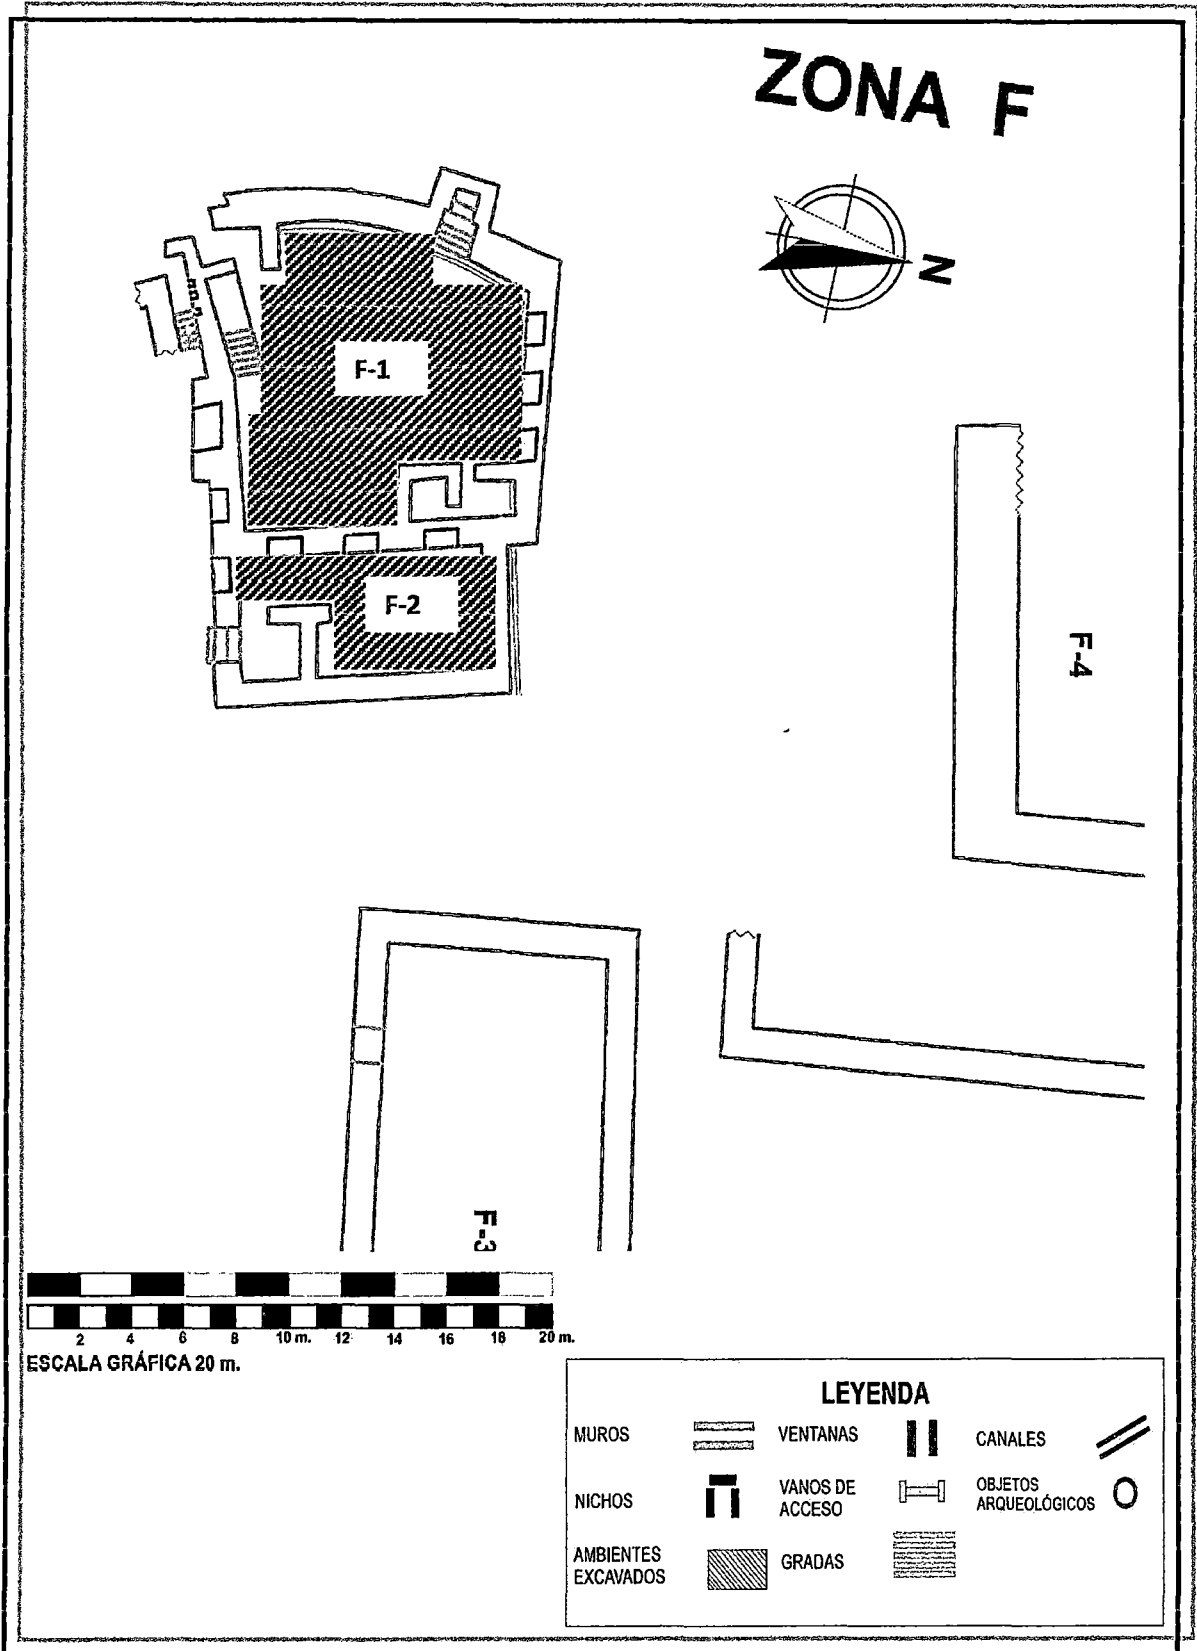 ZONA F
N
F-1
F-2
F-4
F-3
2 4 6 8 10 m. 12 14 16 18 20 m.
ESCALA GRÁFICA 20 m.
LEYENDA
MUROS
VENTANAS
CANALES
NICHOS
VANOS DE
ACCESO
OBJETOS
ARQUEOLÓGICOS
AMBIENTES
EXCAVADOS
GRADAS